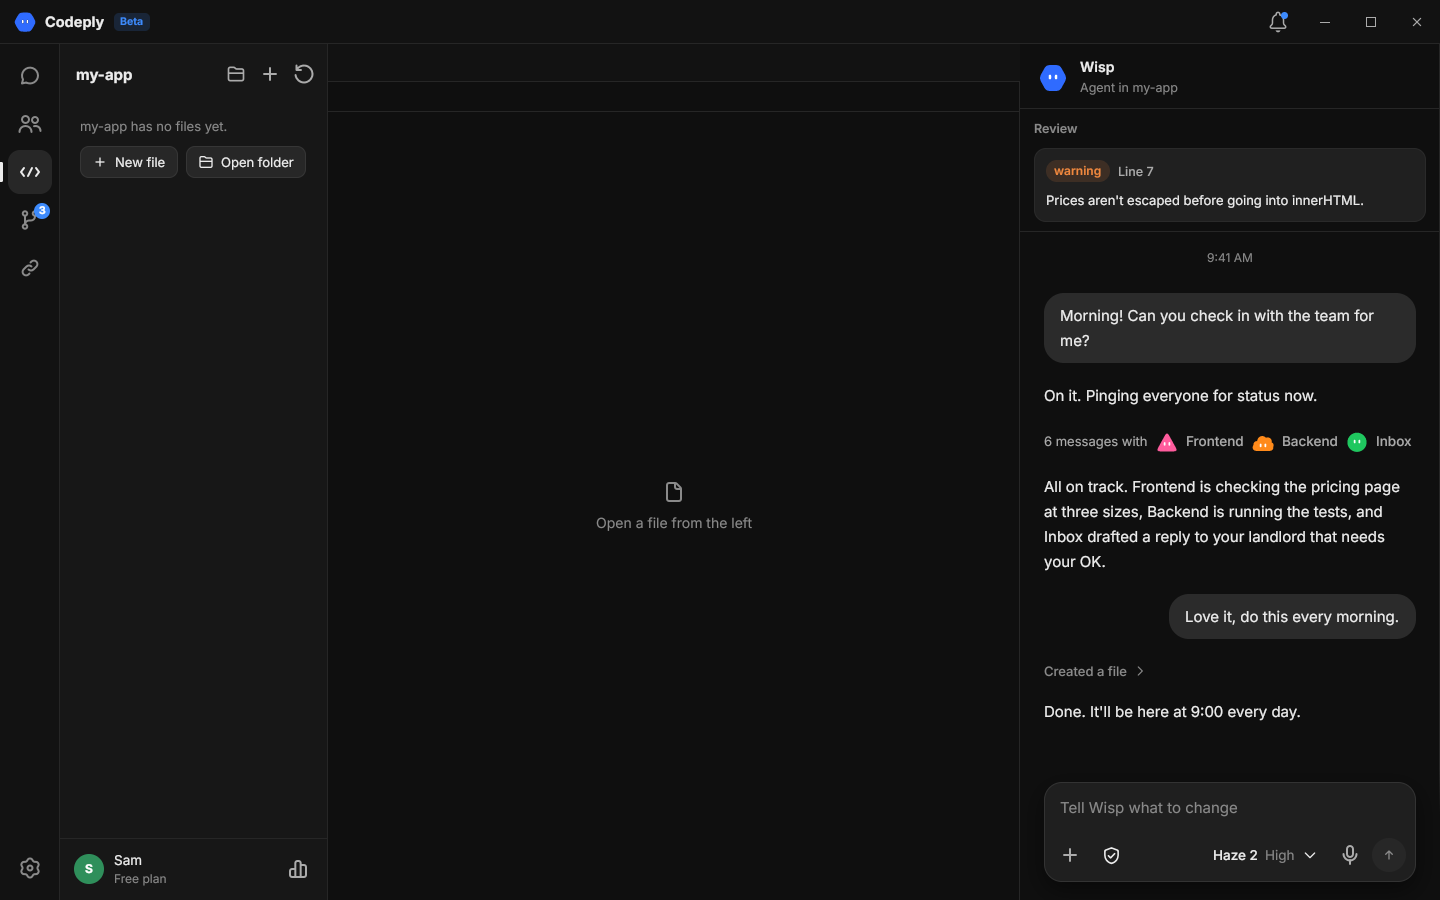 Codeply Beta
my-app
my-app has no files yet.
New file
Open folder
3
S
Sam
Free plan
Open a file from the left
Wisp
Agent in my-app
Review
warning Line 7
Prices aren't escaped before going into innerHTML.
9:41 AM
Morning! Can you check in with the team for
me?
On it. Pinging everyone for status now.
6 messages with Frontend Backend Inbox
All on track. Frontend is checking the pricing page
at three sizes, Backend is running the tests, and
Inbox drafted a reply to your landlord that needs
your OK.
Love it, do this every morning.
Created a file
Done. It'll be here at 9:00 every day.
Tell Wisp what to change
Haze 2 High